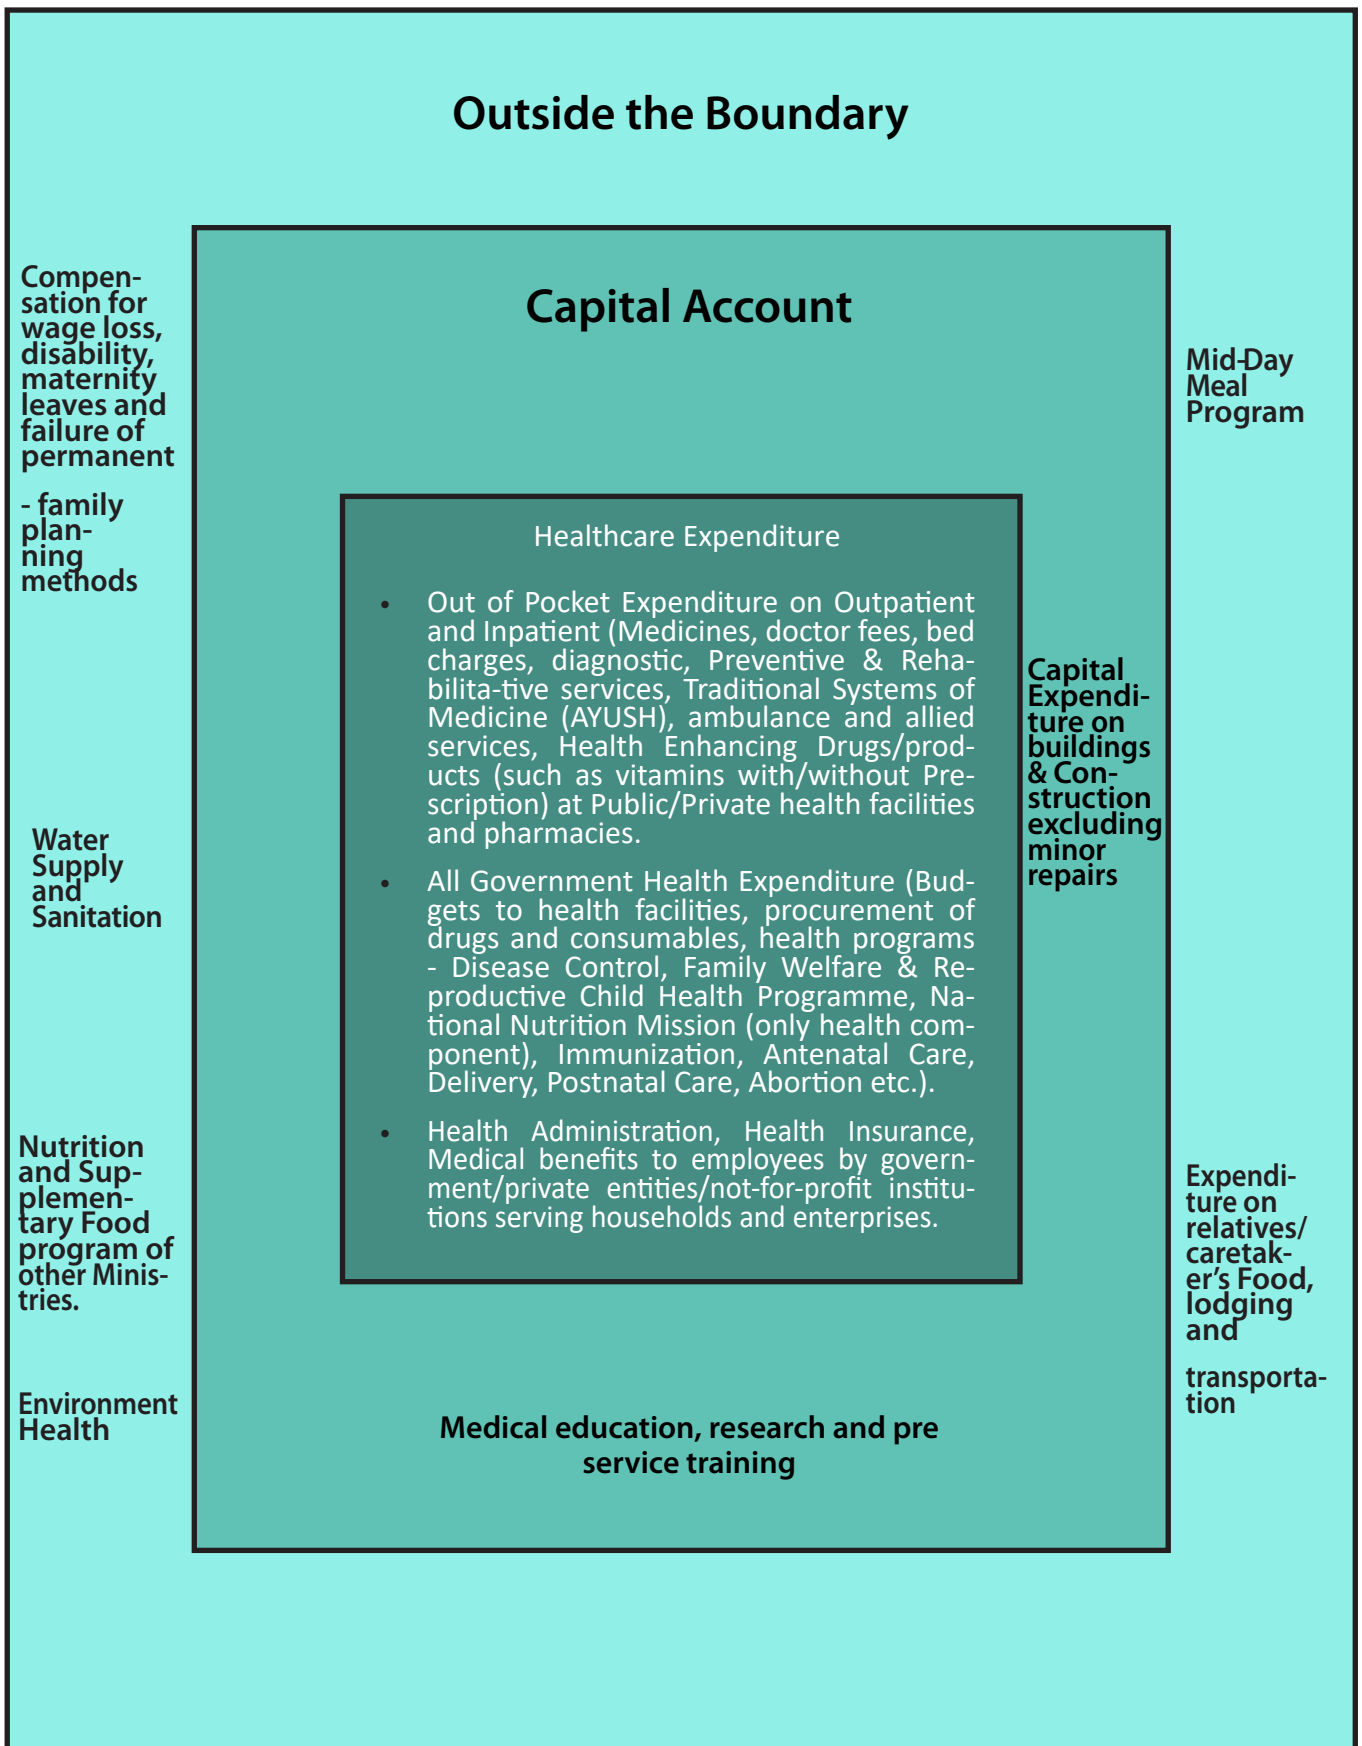 Outside the Boundary
Compen-
sation for
wage loss,
disability,
maternity
leaves and
failure of
permanent
- family
plan-
ning
methods
Water
Supply
and
Sanitation
Nutrition
and Sup-
plemen-
tary Food
program of
other Minis-
tries.
Environment
Health
Capital Account
Healthcare Expenditure
• Out of Pocket Expenditure on Outpatient
and Inpatient (Medicines, doctor fees, bed
charges, diagnostic, Preventive & Reha-
bilita-tive services, Traditional Systems of
Medicine (AYUSH), ambulance and allied
services, Health Enhancing Drugs/prod-
ucts (such as vitamins with/without Pre-
scription) at Public/Private health facilities
and pharmacies.
• All Government Health Expenditure (Bud-
gets to health facilities, procurement of
drugs and consumables, health programs
- Disease Control, Family Welfare & Re-
productive Child Health Programme, Na-
tional Nutrition Mission (only health com-
ponent), Immunization, Antenatal Care,
Delivery, Postnatal Care, Abortion etc.).
• Health Administration, Health Insurance,
Medical benefits to employees by govern-
ment/private entities/not-for-profit institu-
tions serving households and enterprises.
Capital
Expendi-
ture on
buildings
& Con-
struction
excluding
minor
repairs
Medical education, research and pre
service training
Mid-Day
Meal
Program
Expendi-
ture on
relatives/
caretak-
er's Food,
lodging
and
transporta-
tion